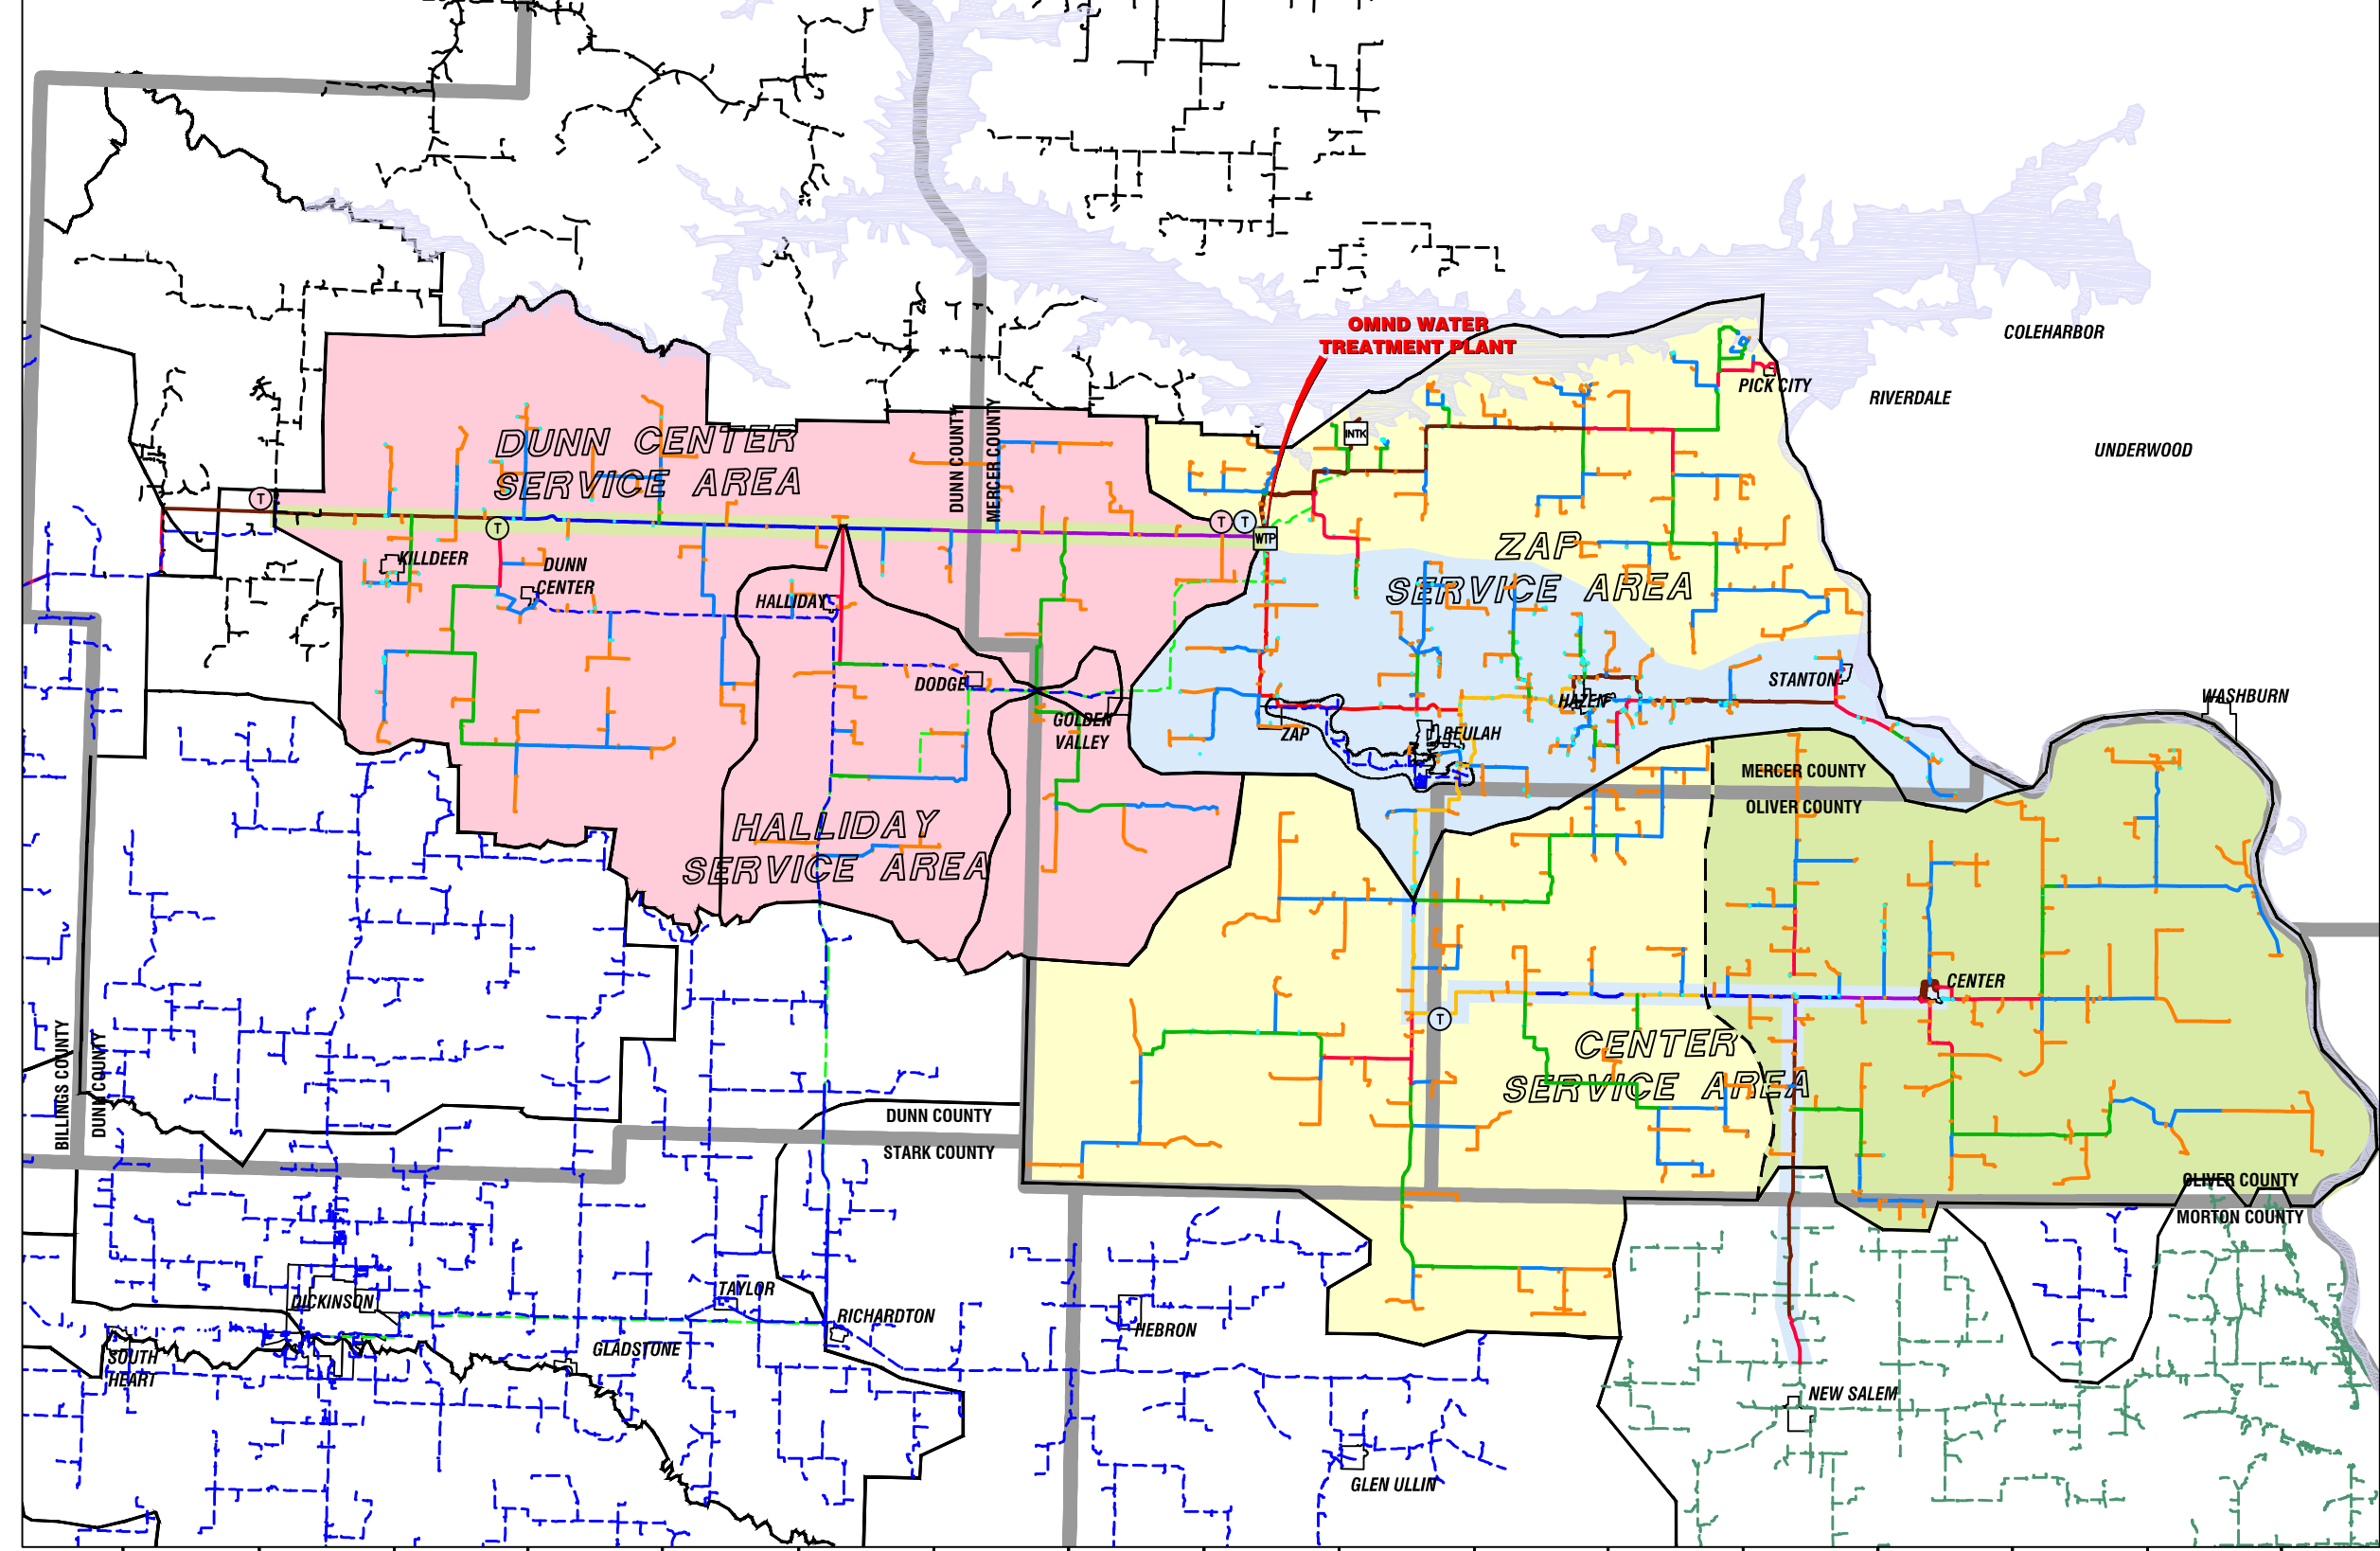 OMND WATER
TREATMENT PLANT
COLEHARBOR
PICK CITY
RIVERDALE
UNDERWOOD
INTK
DUNN CENTER
SERVICE AREA
DUNN COUNTY
MERCER COUNTY
T
T
T
T
WTP
ZAP
SERVICE AREA
KILLDEER
DUNN
CENTER
HALLIDAY
DODGE
STANTON
HAZEN
WASHBURN
GOLDEN
VALLEY
ZAP
BEULAH
MERCER COUNTY
OLIVER COUNTY
HALLIDAY
SERVICE AREA
CENTER
T
CENTER
SERVICE AREA
BILLINGS COUNTY
DUNN COUNTY
DUNN COUNTY
STARK COUNTY
OLIVER COUNTY
MORTON COUNTY
DICKINSON
TAYLOR
RICHARDTON
HEBRON
GLADSTONE
SOUTH
HEART
NEW SALEM
GLEN ULLIN